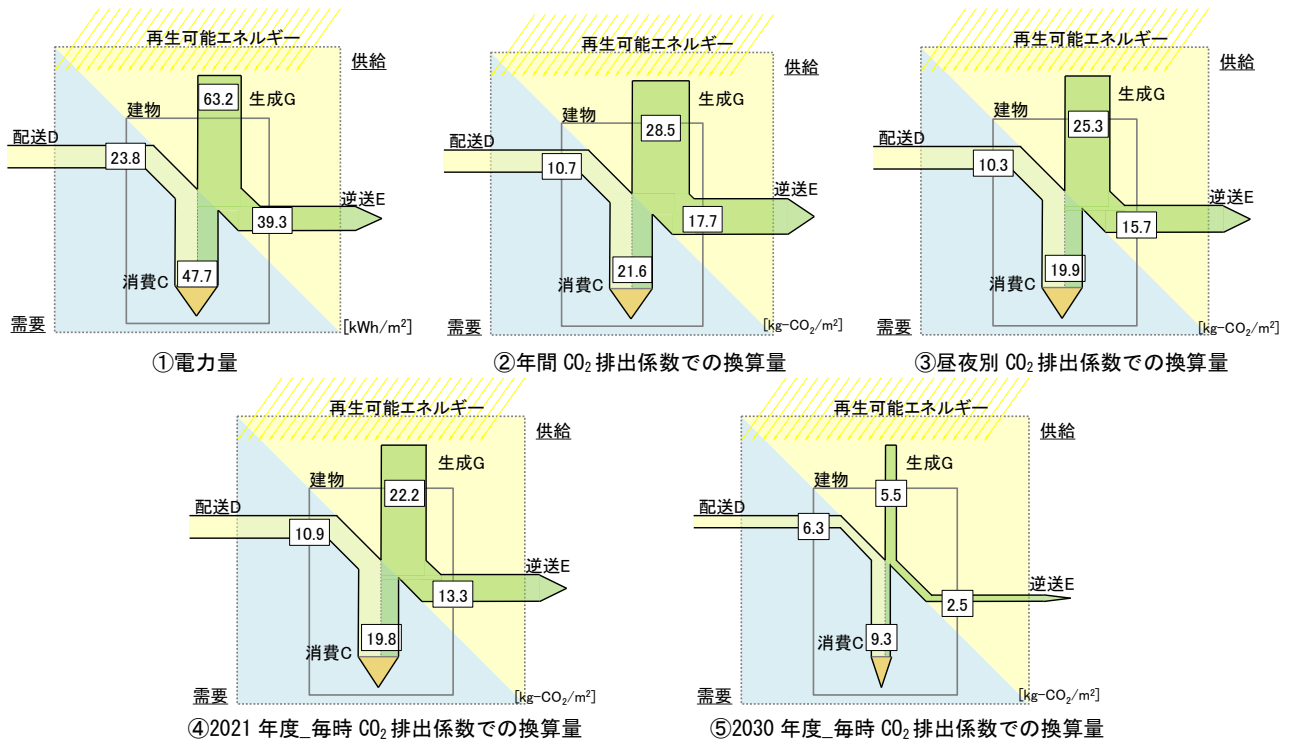 再生可能エネルギー
供給
生成G
63.2
建物
配送D
23.8
逆送E
39.3
消費C
47.7
需要
[kWh/m²]
①電力量
再生可能エネルギー
供給
生成G
建物
28.5
配送D
10.7
逆送E
17.7
消費C
21.6
需要
[kg-CO₂/m²]
②年間 CO₂ 排出係数での換算量
再生可能エネルギー
供給
生成G
建物
25.3
配送D
10.3
逆送E
15.7
消費C
19.9
需要
[kg-CO₂/m²]
③昼夜別 CO₂ 排出係数での換算量
再生可能エネルギー
供給
生成G
建物
22.2
配送D
10.9
逆送E
13.3
消費C
19.8
需要
[kg-CO₂/m²]
④2021 年度_毎時 CO₂ 排出係数での換算量
再生可能エネルギー
供給
生成G
建物
5.5
配送D
6.3
逆送E
2.5
消費C
9.3
需要
[kg-CO₂/m²]
⑤2030 年度_毎時 CO₂ 排出係数での換算量